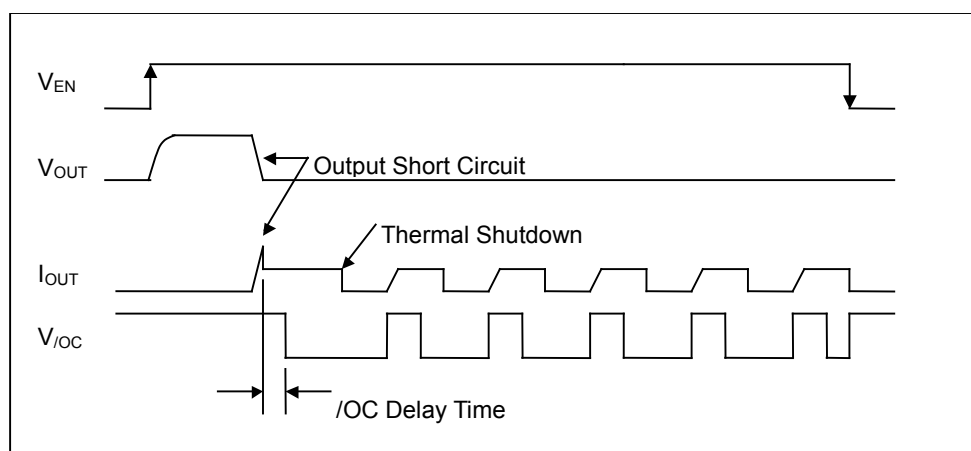 VEN
VOUT
Output Short Circuit
Thermal Shutdown
IOUT
V/OC
/OC Delay Time